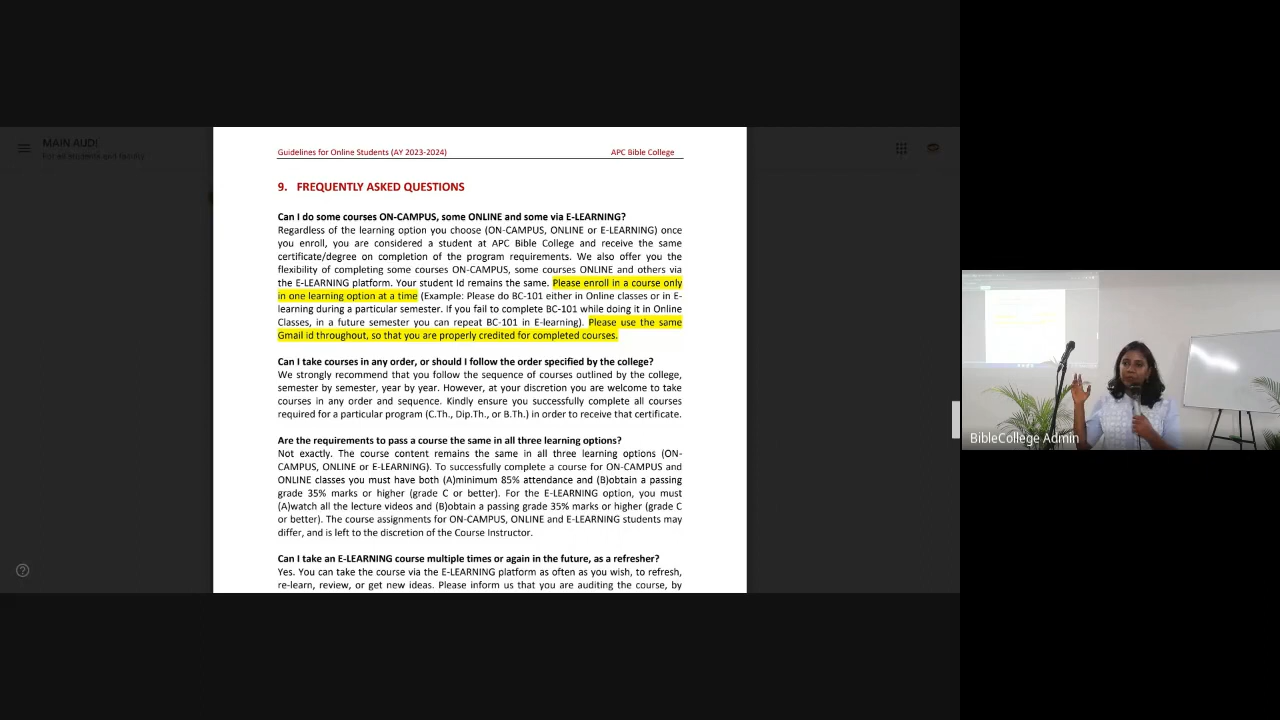 MAIN AUDI
For all students and faculty
Guidelines for Online Students (AY 2023-2024) APC Bible College
9. FREQUENTLY ASKED QUESTIONS
Can I do some courses ON-CAMPUS, some ONLINE and some via E-LEARNING?
Regardless of the learning option you choose (ON-CAMPUS, ONLINE or E-LEARNING) once
you enroll, you are considered a student at APC Bible College and receive the same
certificate/degree on completion of the program requirements. We also offer you the
flexibility of completing some courses ON-CAMPUS, some courses ONLINE and others via
the E-LEARNING platform. Your student Id remains the same. Please enroll in a course only
in one learning option at a time (Example: Please do BC-101 either in Online classes or in E-
learning during a particular semester. If you fail to complete BC-101 while doing it in Online
Classes, in a future semester you can repeat BC-101 in E-learning). Please use the same
Gmail id throughout, so that you are properly credited for completed courses.
Can I take courses in any order, or should I follow the order specified by the college?
We strongly recommend that you follow the sequence of courses outlined by the college,
semester by semester, year by year. However, at your discretion you are welcome to take
courses in any order and sequence. Kindly ensure you successfully complete all courses
required for a particular program (C.Th., Dip.Th., or B.Th.) in order to receive that certificate.
Are the requirements to pass a course the same in all three learning options?
Not exactly. The course content remains the same in all three learning options (ON-
CAMPUS, ONLINE or E-LEARNING). To successfully complete a course for ON-CAMPUS and
ONLINE classes you must have both (A)minimum 85% attendance and (B)obtain a passing
grade 35% marks or higher (grade C or better). For the E-LEARNING option, you must
(A)watch all the lecture videos and (B)obtain a passing grade 35% marks or higher (grade C
or better). The course assignments for ON-CAMPUS, ONLINE and E-LEARNING students may
differ, and is left to the discretion of the Course Instructor.
Can I take an E-LEARNING course multiple times or again in the future, as a refresher?
Yes. You can take the course via the E-LEARNING platform as often as you wish, to refresh,
re-learn, review, or get new ideas. Please inform us that you are auditing the course, by
BibleCollege Admin